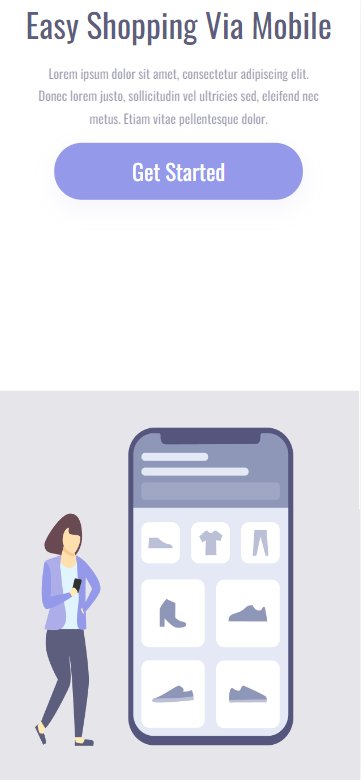 Easy Shopping Via Mobile
Lorem ipsum dolor sit amet, consectetur adipiscing elit.
Donec lorem justo, sollicitudin vel ultricies sed, eleifend nec
metus. Etiam vitae pellentesque dolor.
Get Started